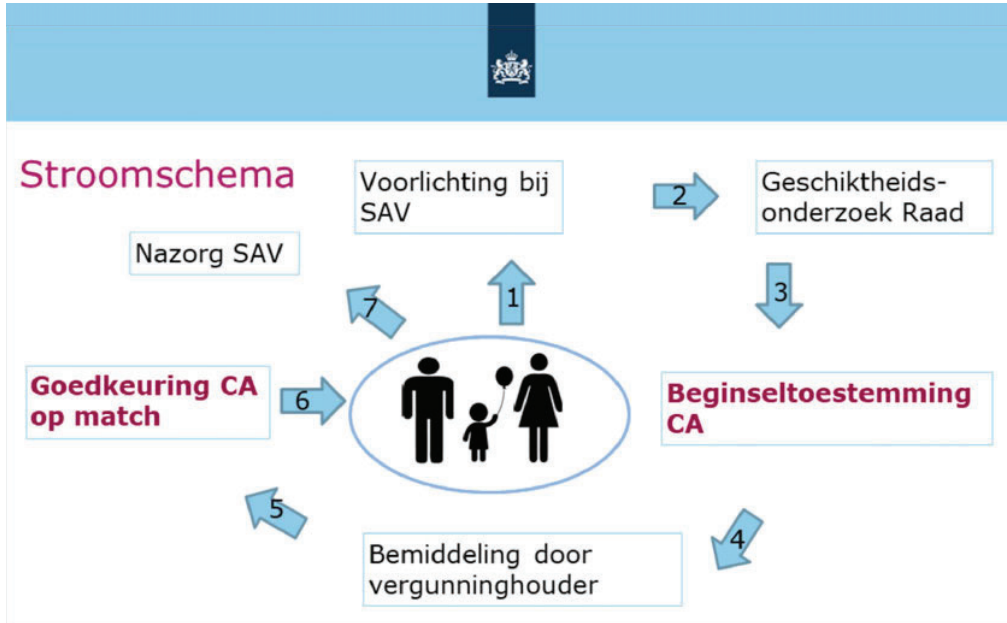 Stroomschema
Voorlichting bij
SAV
2
Geschiktheids-
onderzoek Raad
Nazorg SAV
7
1
3
Goedkeuring CA
op match
6
Beginseltoestemming
CA
5
4
Bemiddeling door
vergunninghouder